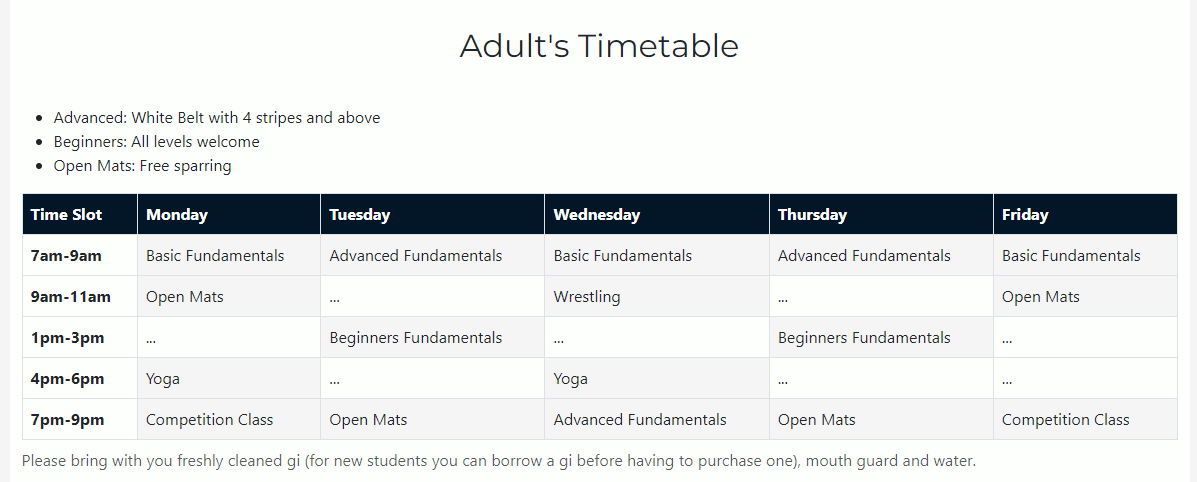 Adult's Timetable
Advanced: White Belt with 4 stripes and above
Beginners: All levels welcome
Open Mats: Free sparring
Time Slot Monday Tuesday Wednesday Thursday Friday
7am-9am Basic Fundamentals Advanced Fundamentals Basic Fundamentals Advanced Fundamentals Basic Fundamentals
9am-11am Open Mats ... Wrestling ... Open Mats
1pm-3pm ... Beginners Fundamentals ... Beginners Fundamentals ...
4pm-6pm Yoga ... Yoga ... ...
7pm-9pm Competition Class Open Mats Advanced Fundamentals Open Mats Competition Class
Please bring with you freshly cleaned gi (for new students you can borrow a gi before having to purchase one), mouth guard and water.